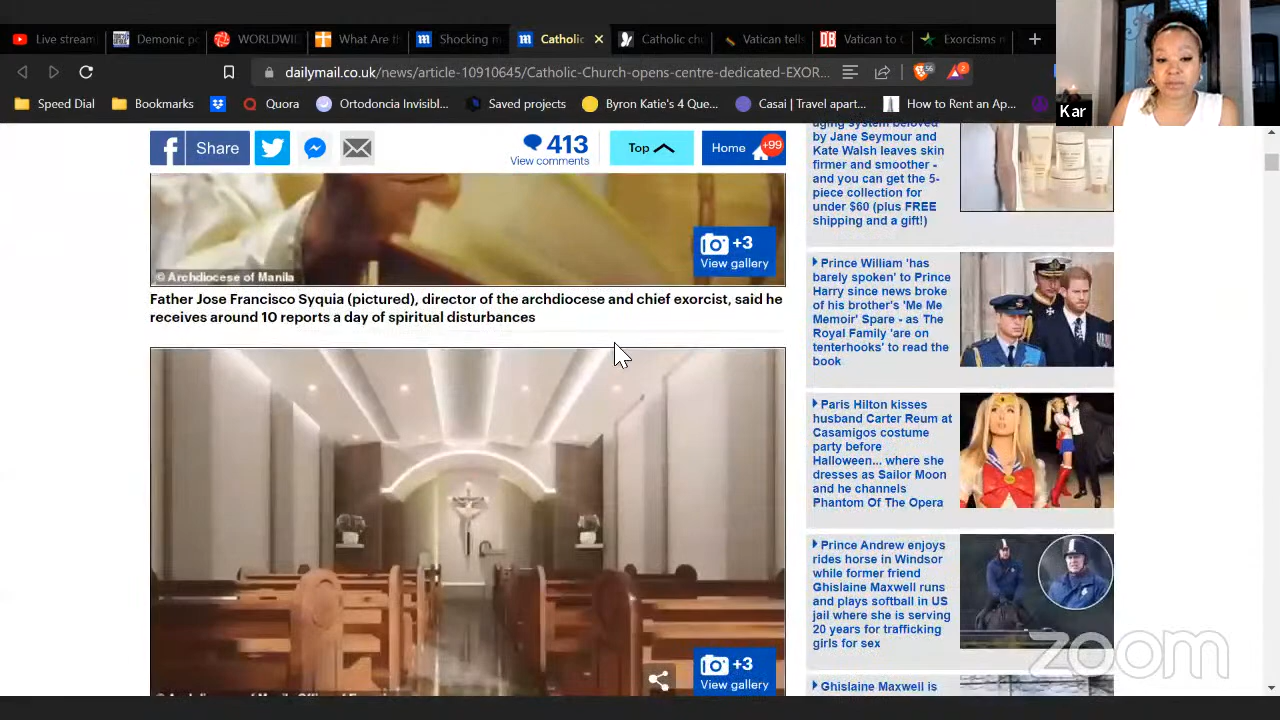 Live stream
Demonic po
WORLDWID
What Are th
Shocking m
Catholic
Catholic chu
Vatican tells
Vatican to C
Exorcisms n
dailymail.co.uk/news/article-10910645/Catholic-Church-opens-centre-dedicated-EXOR...
56
2
Speed Dial
Bookmarks
Quora
Ortodoncia Invisibl...
Saved projects
Byron Katie's 4 Que...
Casai | Travel apart...
How to Rent an Ap...
Kar
f Share
413
View comments
Top
Home
+99
© Archdiocese of Manila
+3
View gallery
Father Jose Francisco Syquia (pictured), director of the archdiocese and chief exorcist, said he
receives around 10 reports a day of spiritual disturbances
+3
View gallery
aging system beloved
by Jane Seymour and
Kate Walsh leaves skin
firmer and smoother -
and you can get the 5-
piece collection for
under $60 (plus FREE
shipping and a gift!)
Prince William 'has
barely spoken' to Prince
Harry since news broke
of his brother's 'Me Me
Memoir' Spare - as The
Royal Family 'are on
tenterhooks' to read the
book
Paris Hilton kisses
husband Carter Reum at
Casamigos costume
party before
Halloween... where she
dresses as Sailor Moon
and he channels
Phantom Of The Opera
Prince Andrew enjoys
rides horse in Windsor
while former friend
Ghislaine Maxwell runs
and plays softball in US
jail where she is serving
20 years for trafficking
girls for sex
Ghislaine Maxwell is
zoom